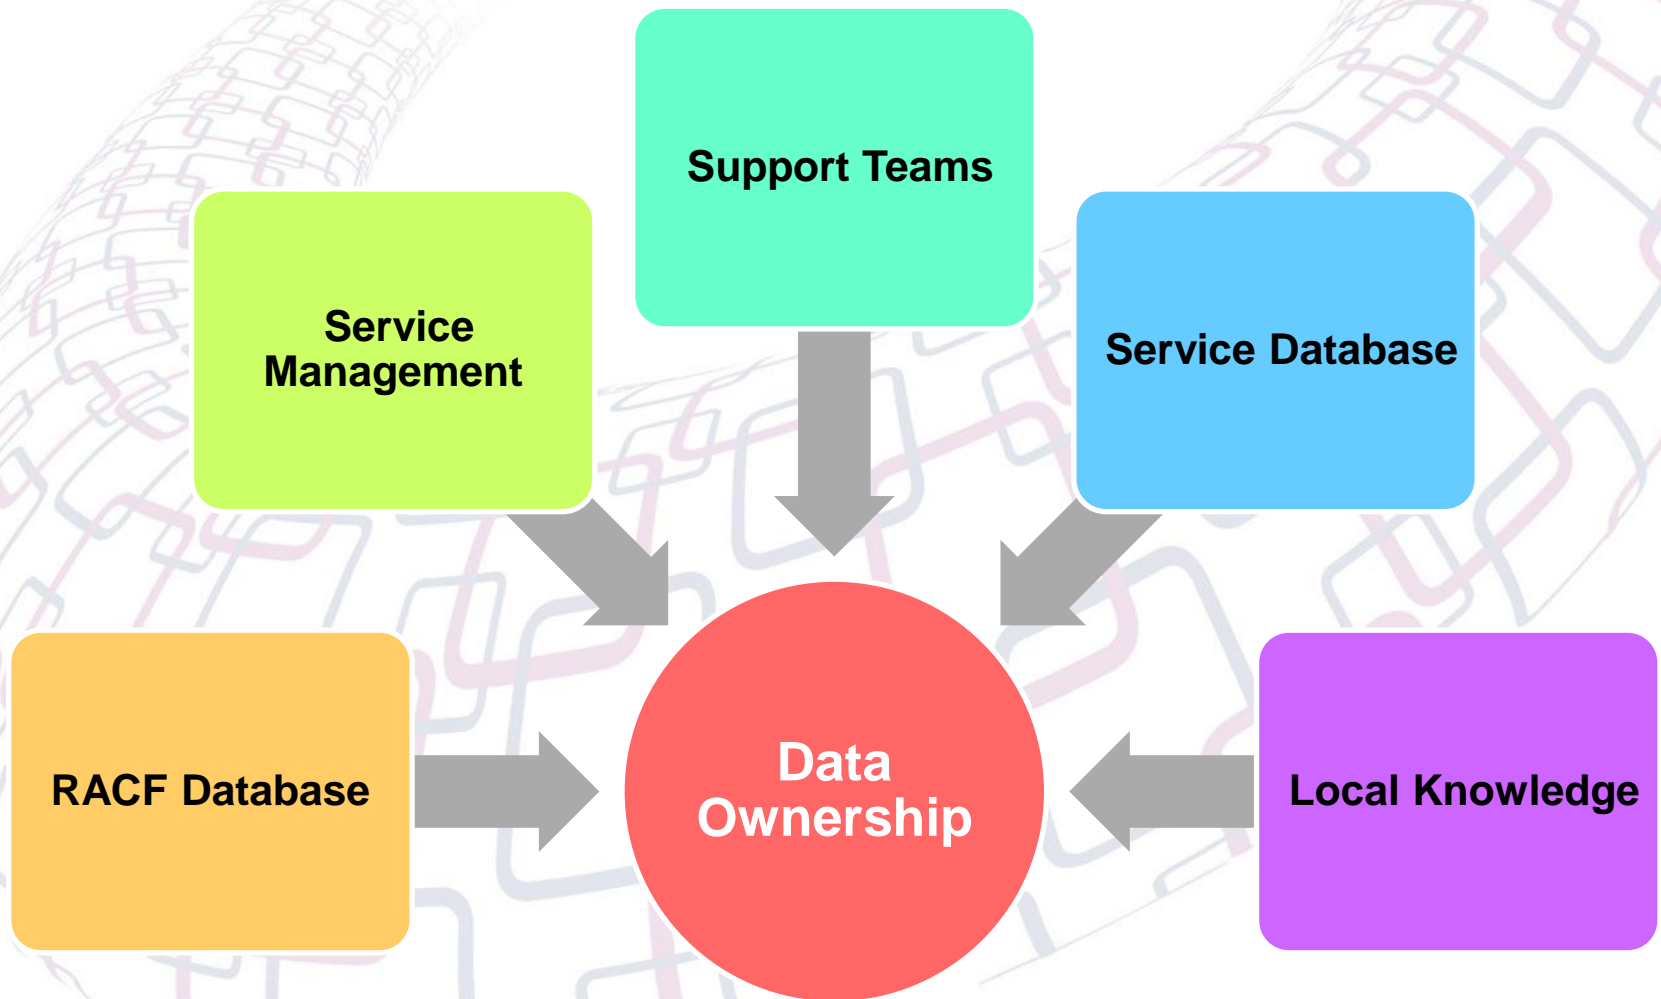 Support Teams
Service
Management
Service Database
RACF Database
Data
Ownership
Local Knowledge